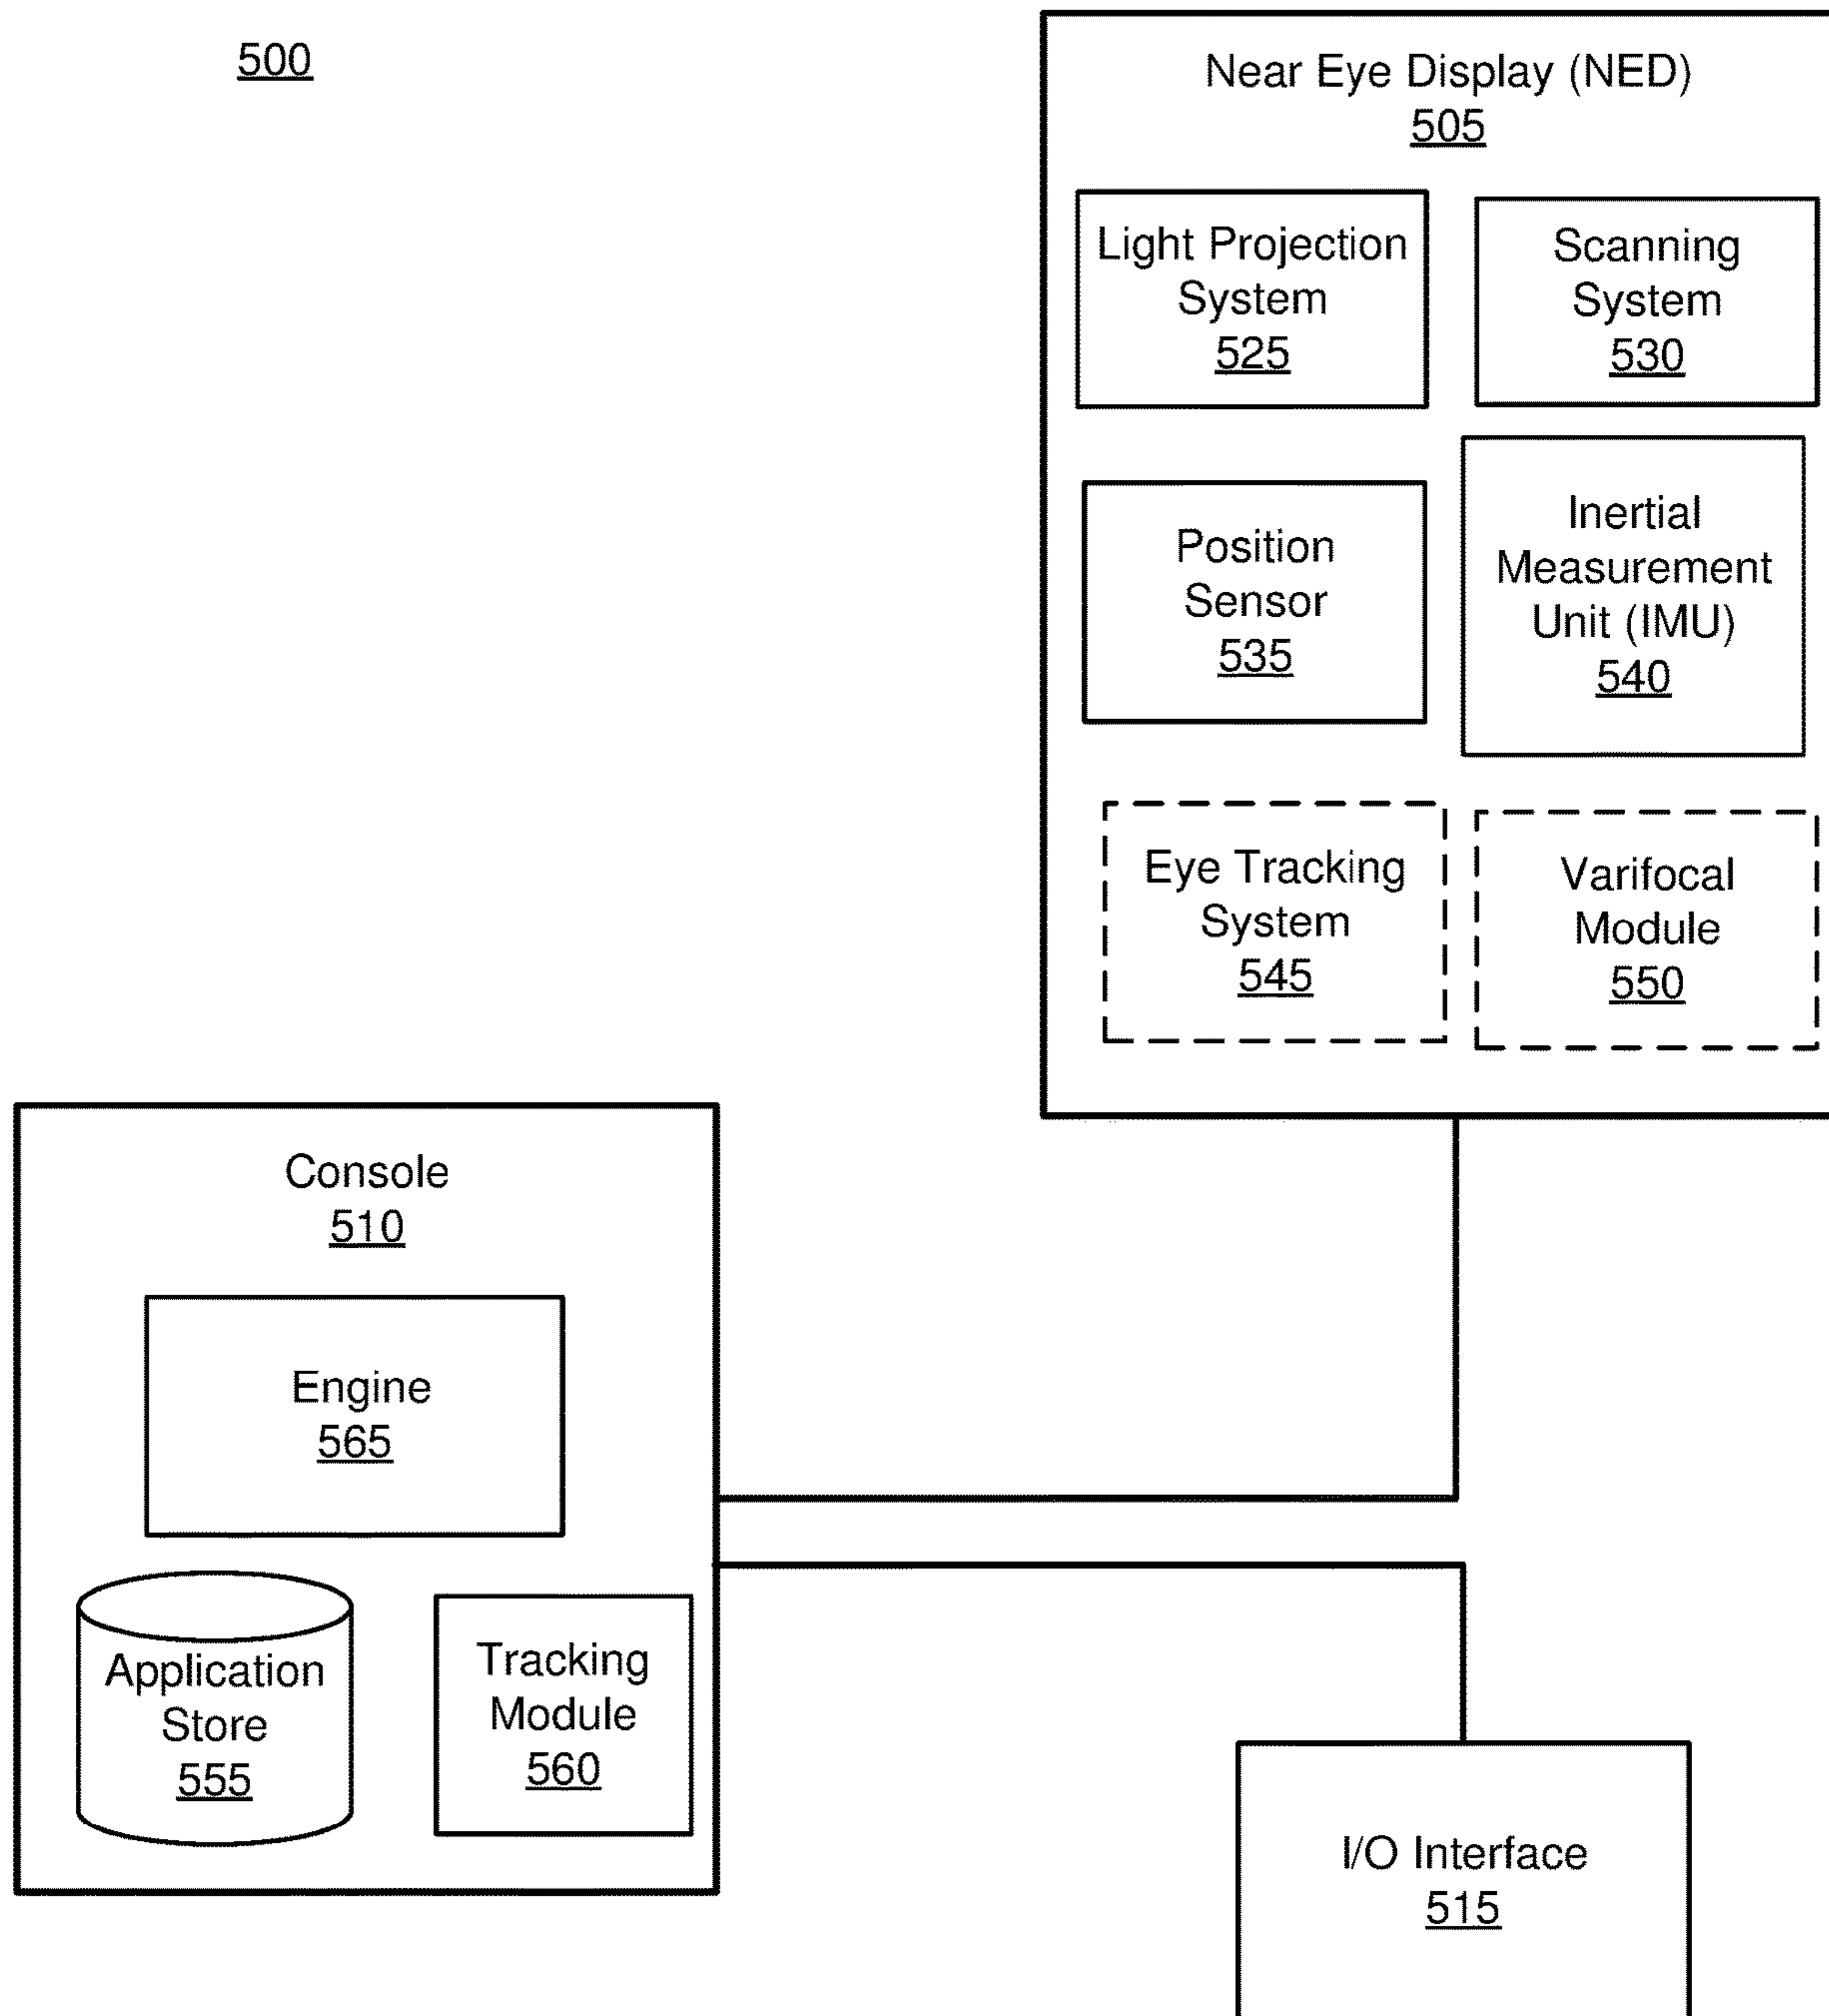 500
Near Eye Display (NED)
505
Light Projection
System
525
Scanning
System
530
Position
Sensor
535
Inertial
Measurement
Unit (IMU)
540
Eye Tracking
System
545
Varifocal
Module
550
Console
510
Engine
565
Application
Store
555
Tracking
Module
560
I/O Interface
515